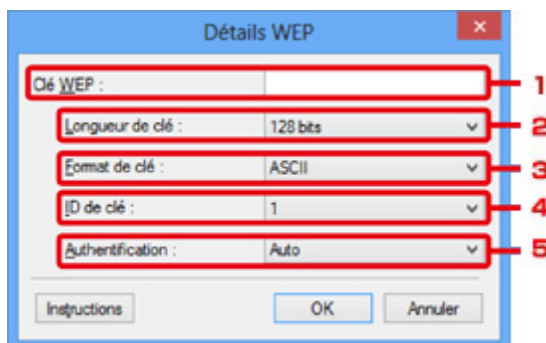 Détails WEP
Clé WEP : 1
Longueur de clé : 128 bits 2
Format de clé : ASCII 3
ID de clé : 1 4
Authentification : Auto 5
Instructions OK Annuler